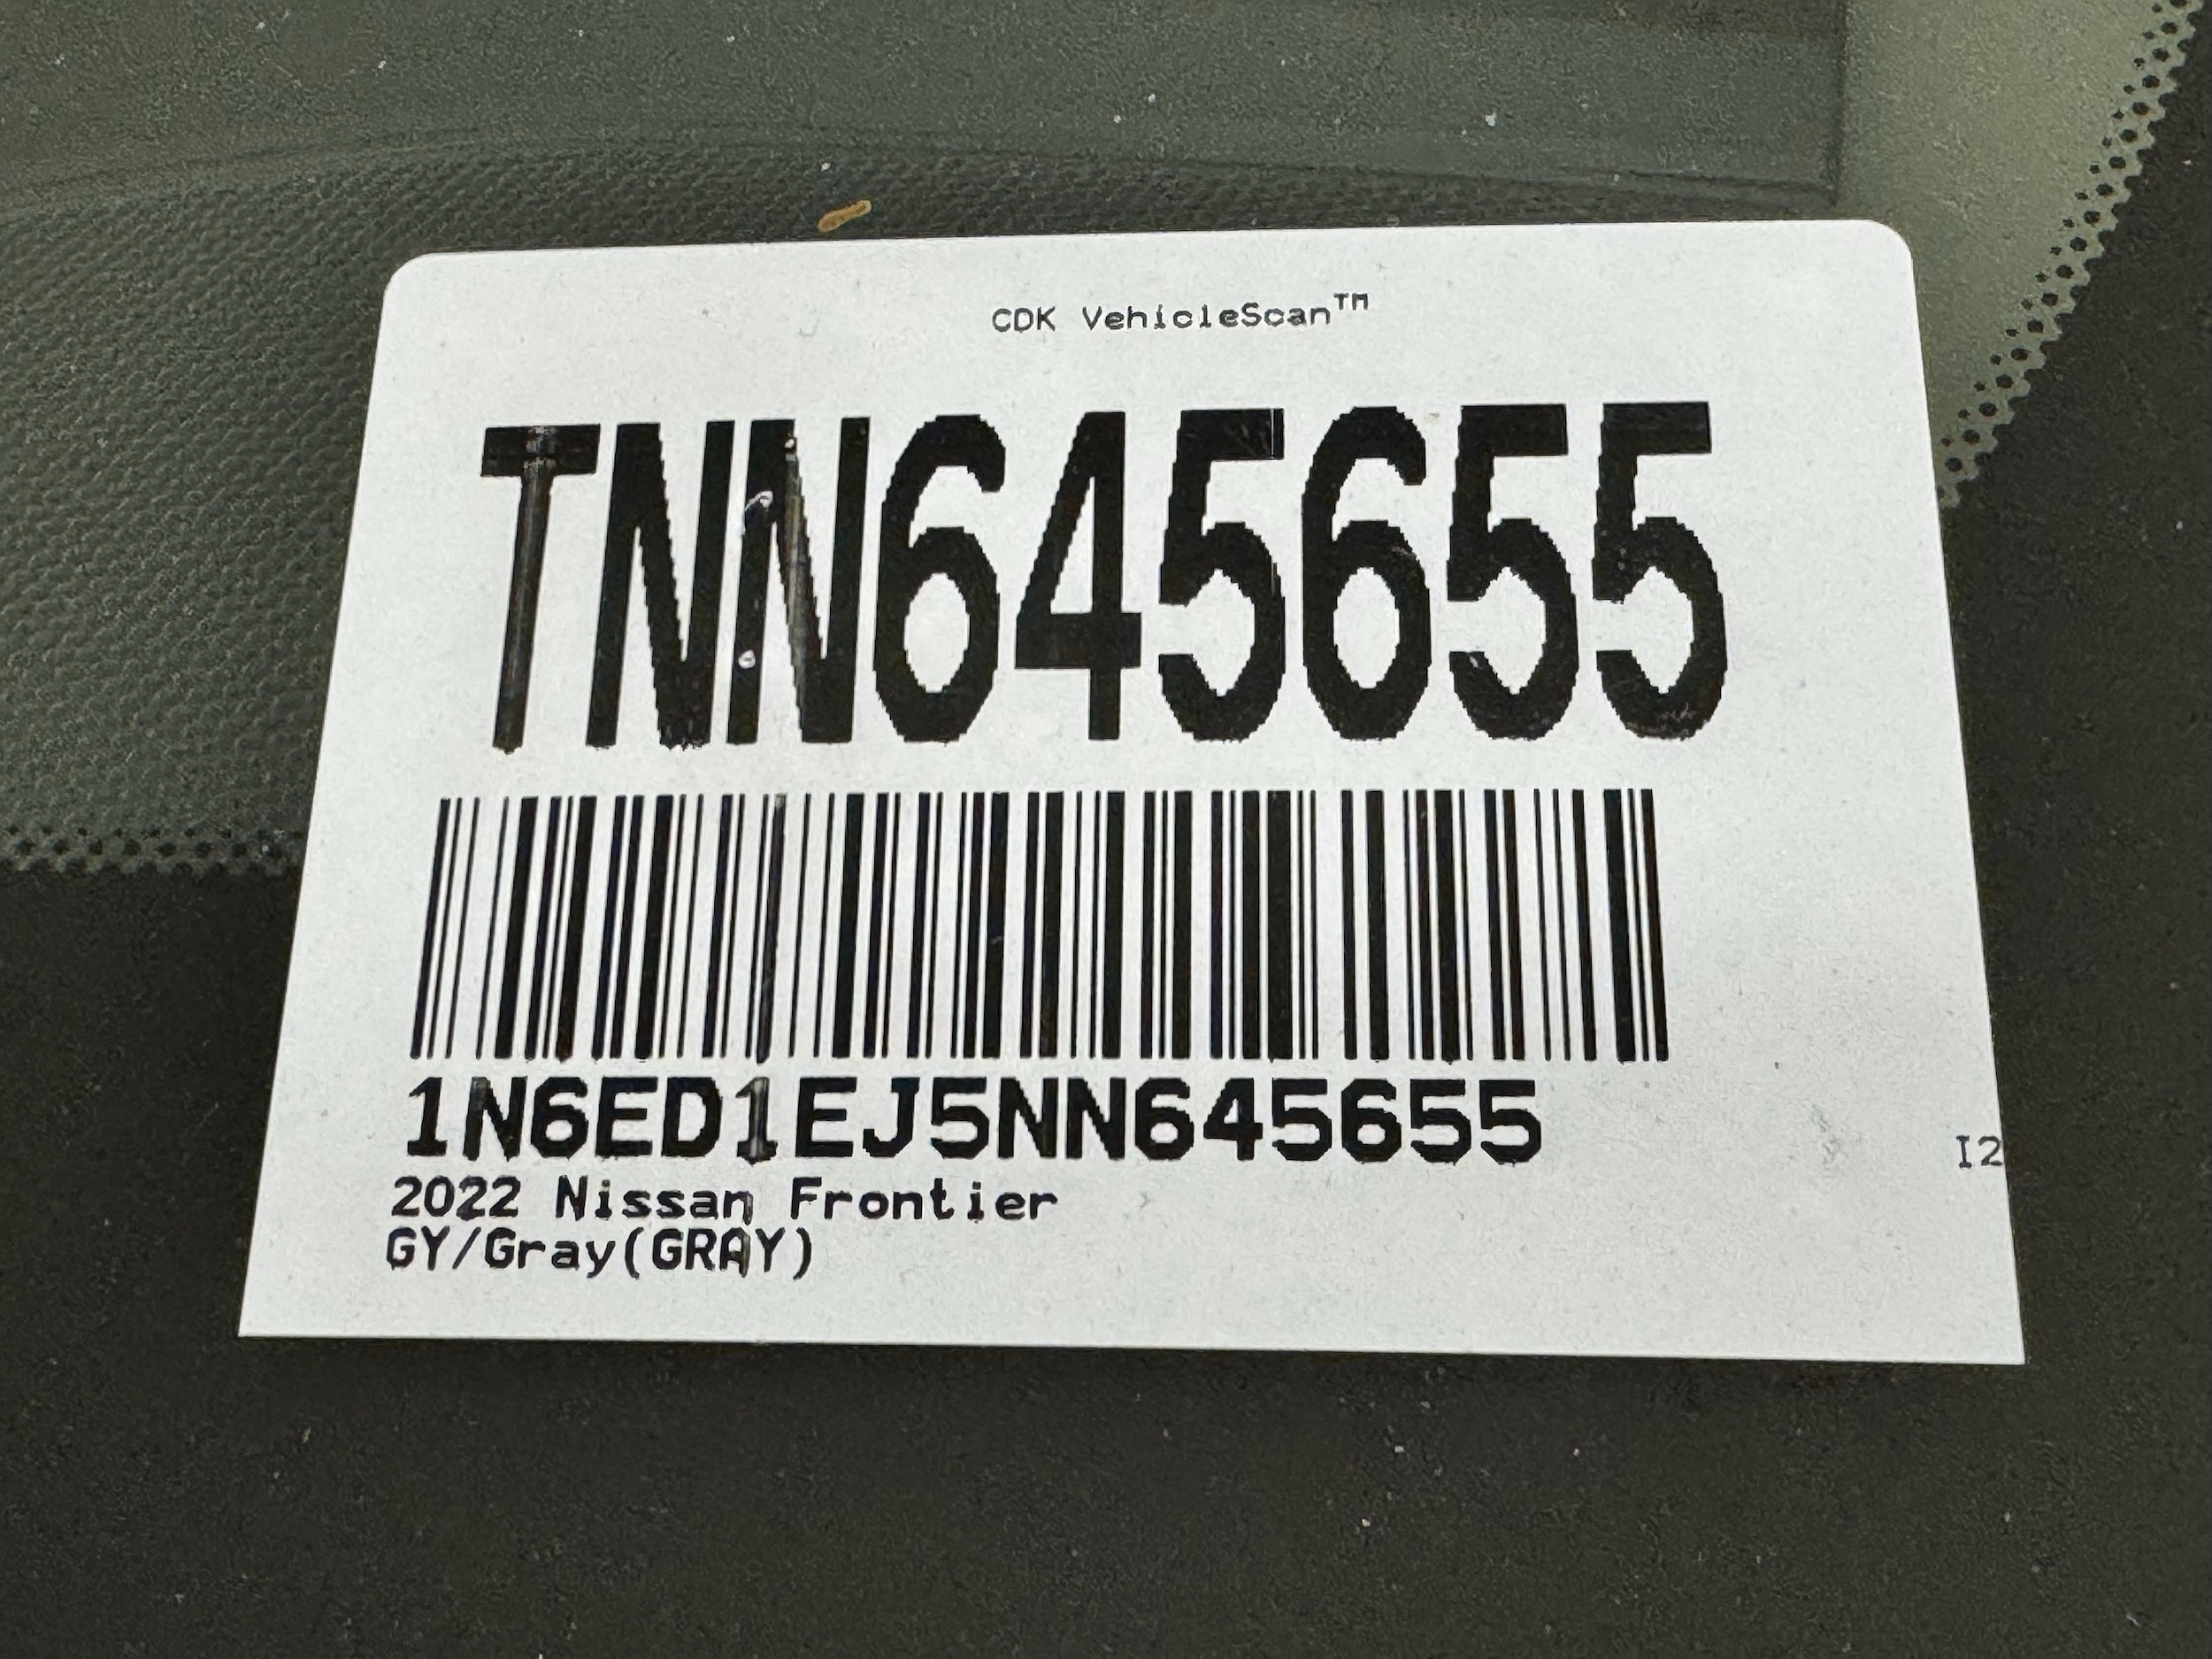 CDK VehicleScan™
TNN645655
1N6ED1EJ5NN645655
2022 Nissan Frontier
GY/Gray(GRAY)
I2